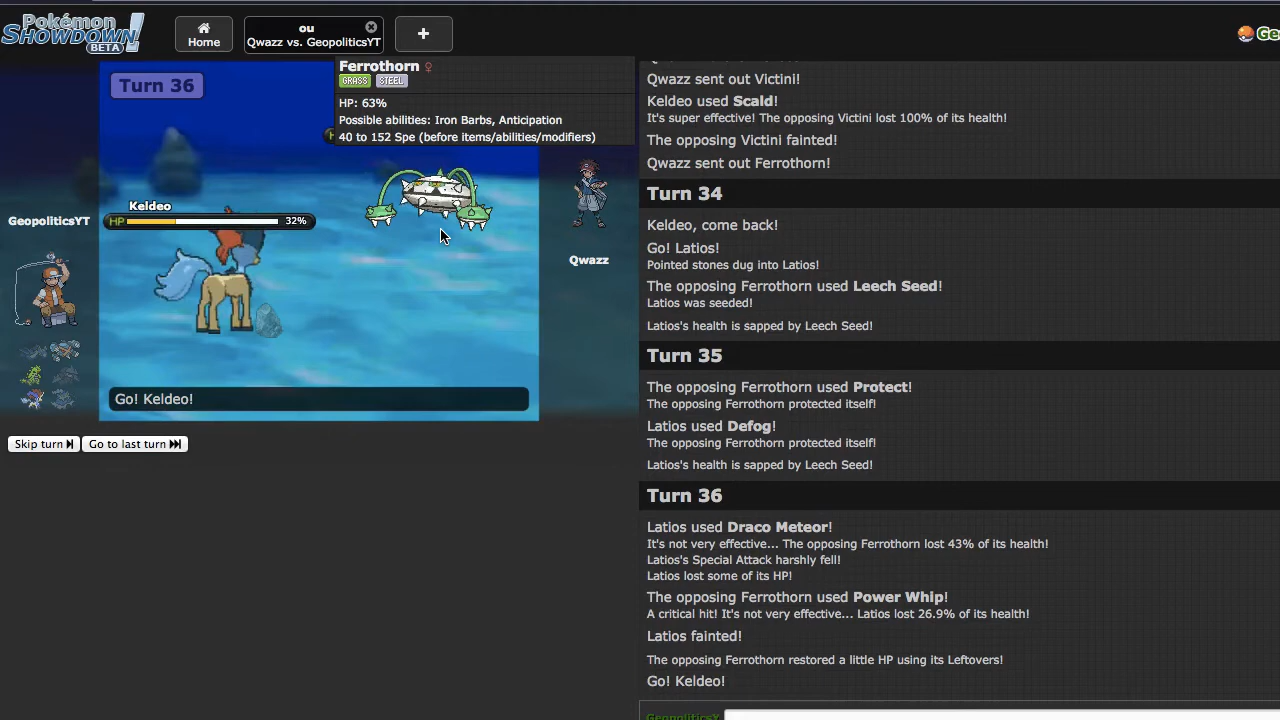 Pokémon
SHOWDOWN!
BETA
Home
ou
Qwazz vs. GeopoliticsYT
+
Turn 36
Ferrothorn ♀
GRASS STEEL
HP: 63%
Possible abilities: Iron Barbs, Anticipation
40 to 152 Spe (before items/abilities/modifiers)
GeopoliticsYT
Keldeo
HP 32%
Qwazz
Go! Keldeo!
Skip turn
Go to last turn
Qwazz sent out Victini!
Keldeo used Scald!
It's super effective! The opposing Victini lost 100% of its health!
The opposing Victini fainted!
Qwazz sent out Ferrothorn!
Turn 34
Keldeo, come back!
Go! Latios!
Pointed stones dug into Latios!
The opposing Ferrothorn used Leech Seed!
Latios was seeded!
Latios's health is sapped by Leech Seed!
Turn 35
The opposing Ferrothorn used Protect!
The opposing Ferrothorn protected itself!
Latios used Defog!
The opposing Ferrothorn protected itself!
Latios's health is sapped by Leech Seed!
Turn 36
Latios used Draco Meteor!
It's not very effective... The opposing Ferrothorn lost 43% of its health!
Latios's Special Attack harshly fell!
Latios lost some of its HP!
The opposing Ferrothorn used Power Whip!
A critical hit! It's not very effective... Latios lost 26.9% of its health!
Latios fainted!
The opposing Ferrothorn restored a little HP using its Leftovers!
Go! Keldeo!